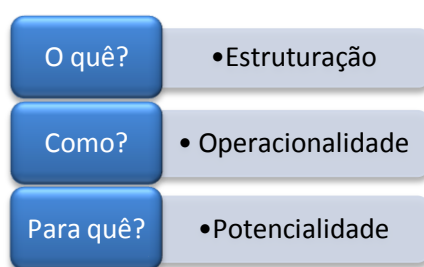 O quê? •Estruturação
Como? • Operacionalidade
Para quê? •Potencialidade